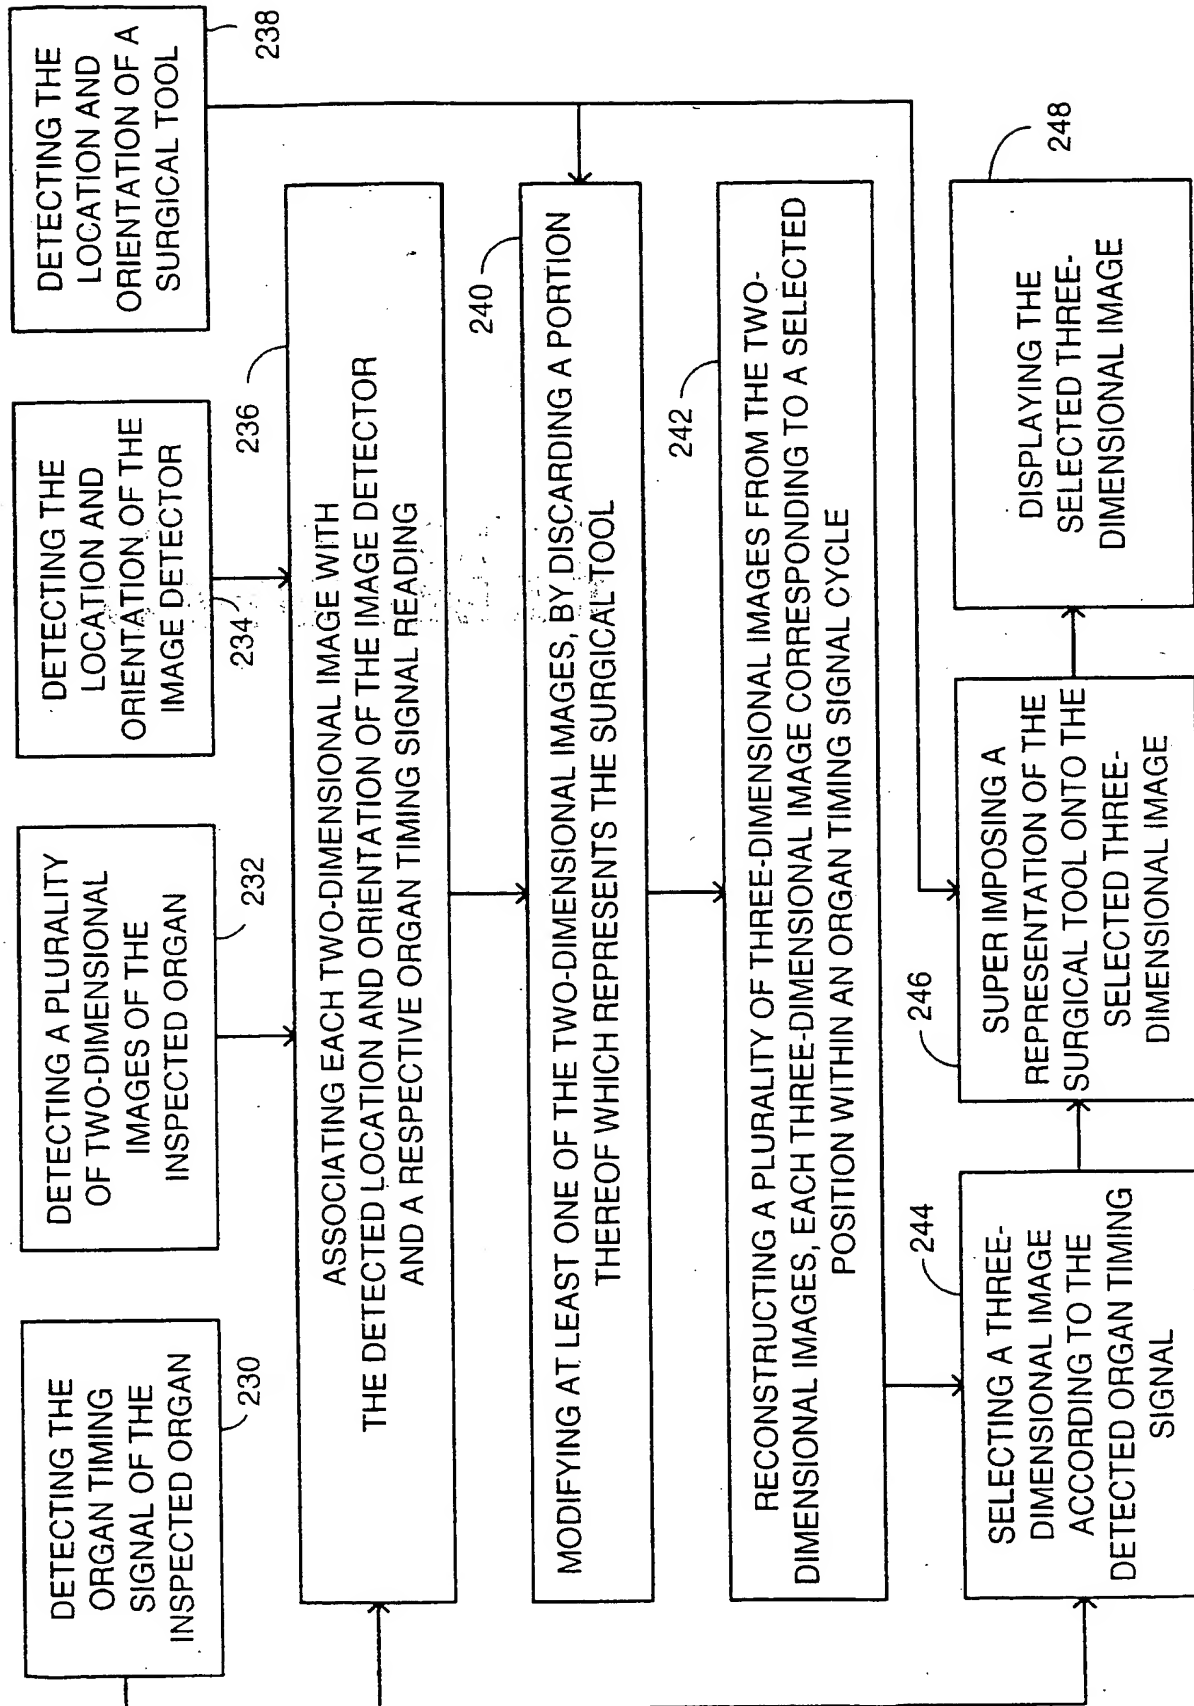 DETECTING THE
ORGAN TIMING
SIGNAL OF THE
INSPECTED ORGAN
230
DETECTING A PLURALITY
OF TWO-DIMENSIONAL
IMAGES OF THE
INSPECTED ORGAN
232
DETECTING THE
LOCATION AND
ORIENTATION OF THE
IMAGE DETECTOR
234
DETECTING THE
LOCATION AND
ORIENTATION OF A
SURGICAL TOOL
238
236
ASSOCIATING EACH TWO-DIMENSIONAL IMAGE WITH
THE DETECTED LOCATION AND ORIENTATION OF THE IMAGE DETECTOR
AND A RESPECTIVE ORGAN TIMING SIGNAL READING
240
MODIFYING AT LEAST ONE OF THE TWO-DIMENSIONAL IMAGES, BY DISCARDING A PORTION
THEREOF WHICH REPRESENTS THE SURGICAL TOOL
242
RECONSTRUCTING A PLURALITY OF THREE-DIMENSIONAL IMAGES FROM THE TWO-
DIMENSIONAL IMAGES, EACH THREE-DIMENSIONAL IMAGE CORRESPONDING TO A SELECTED
POSITION WITHIN AN ORGAN TIMING SIGNAL CYCLE
244
SELECTING A THREE-
DIMENSIONAL IMAGE
ACCORDING TO THE
DETECTED ORGAN TIMING
SIGNAL
246
SUPER IMPOSING A
REPRESENTATION OF THE
SURGICAL TOOL ONTO THE
SELECTED THREE-
DIMENSIONAL IMAGE
248
DISPLAYING THE
SELECTED THREE-
DIMENSIONAL IMAGE